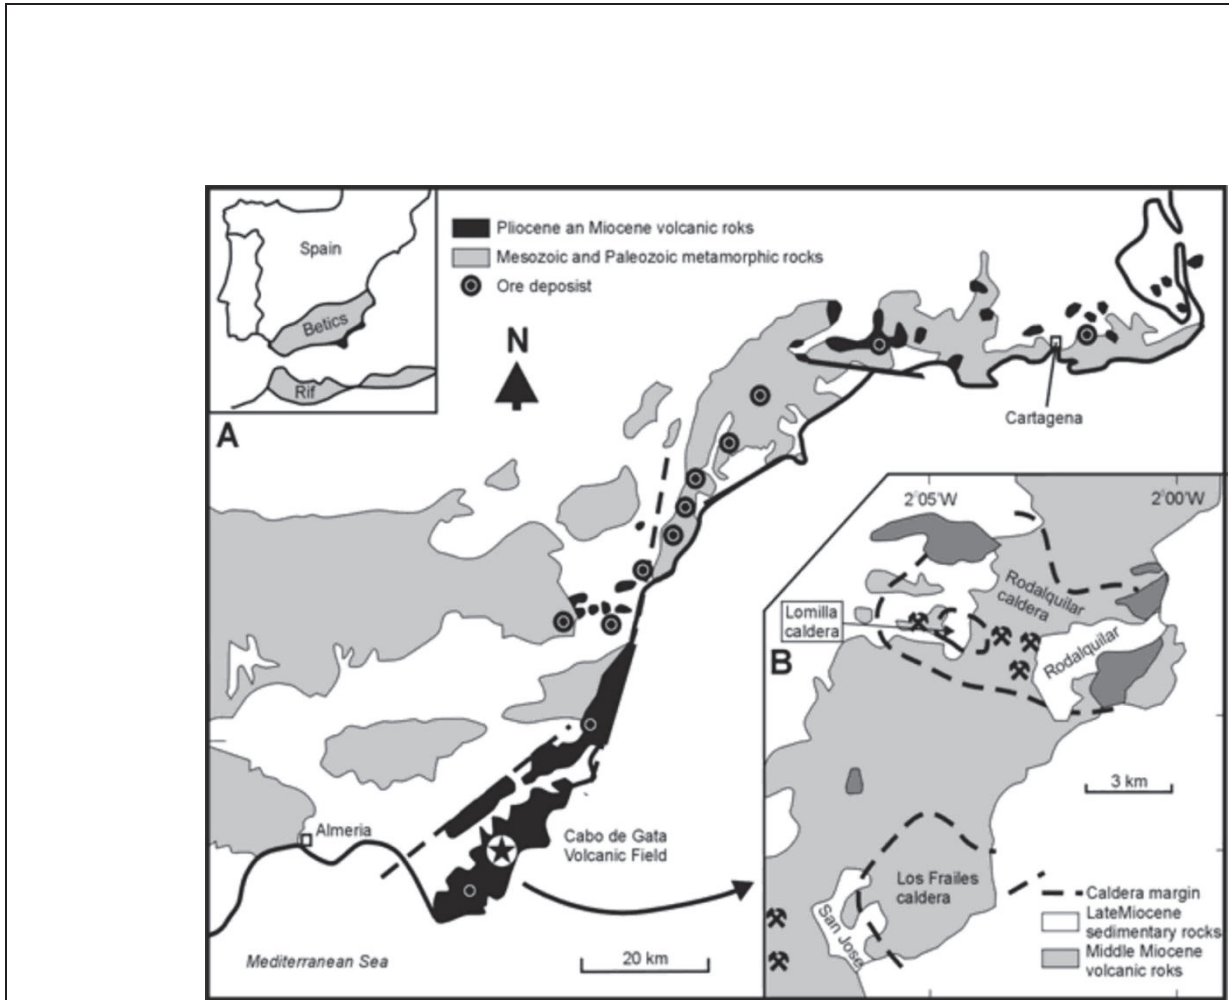 Spain
Betics
Rif
A
Pliocene an Miocene volcanic roks
Mesozoic and Paleozoic metamorphic rocks
Ore deposist
N
Cartagena
Almeria
Cabo de Gata
Volcanic Field
Mediterranean Sea
20 km
2°05'W
2°00'W
Rodalquilar
caldera
Lomilla
caldera
B
Rodalquilar
3 km
Los Frailes
caldera
San Jose
Caldera margin
LateMiocene
sedimentary rocks
Middle Miocene
volcanic roks